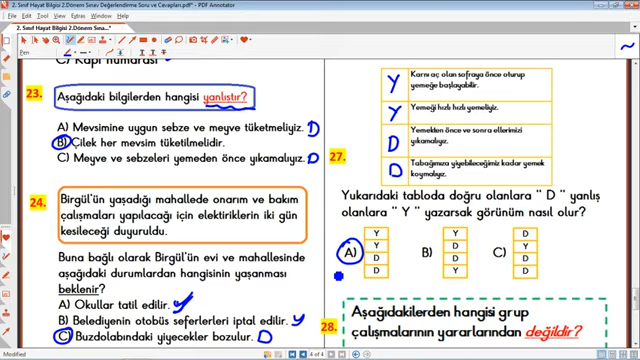 2. Sınıf Hayat Bilgisi 2.Dönem Sınav Değerlendirme Soru ve Cevapları.pdf* - PDF Annotator
File Edit Tools View Window Help
2. Sınıf Hayat Bilgisi 2.Dönem Sına...*
Pen
C) Kapı numarası
23.
Aşağıdaki bilgilerden hangisi yanlıştır?
A) Mevsimine uygun sebze ve meyve tüketmeliyiz. D
B) Çilek her mevsim tüketilmelidir.
C) Meyve ve sebzeleri yemeden önce yıkamalıyız. D
24.
Birgül'ün yaşadığı mahallede onarım ve bakım
çalışmaları yapılacağı için elektiriklerin iki gün
kesileceği duyuruldu.
Buna bağlı olarak Birgül'ün evi ve mahallesinde
aşağıdaki durumlardan hangisinin yaşanması
beklenir?
A) Okullar tatil edilir. Y
B) Belediyenin otobüs seferlerleri iptal edilir. Y
C) Buzdolabındaki yiyecekler bozulur. D
27.
Y Karnı aç olan sofraya önce oturup
yemeğe başlayabilir.
Y Yemeği hızlı hızlı yemeliyiz.
D Yemekten önce ve sonra ellerimizi
yıkamalıyız.
D Tabağımıza yiyebileceğimiz kadar yemek
koymalıyız.
Yukarıdaki tabloda doğru olanlara " D " yanlış
olanlara " Y " yazarsak görünüm nasıl olur?
A) Y Y D D
B) Y D D Y
C) D Y D D
28.
Aşağıdakilerden hangisi grup
çalışmalarının yararlarından değildir?
4 of 4